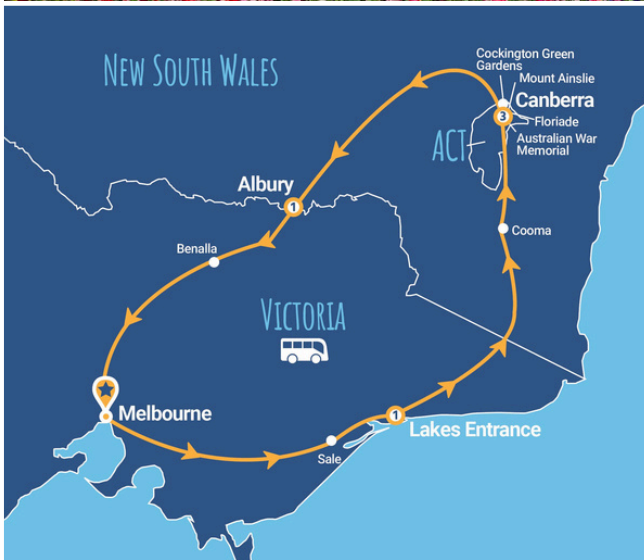 NEW SOUTH WALES
Cockington Green
Gardens
Mount Ainslie
Canberra
3
Floriade
Australian War
Memorial
ACT
Albury
1
Cooma
Benalla
VICTORIA
Melbourne
1
Lakes Entrance
Sale